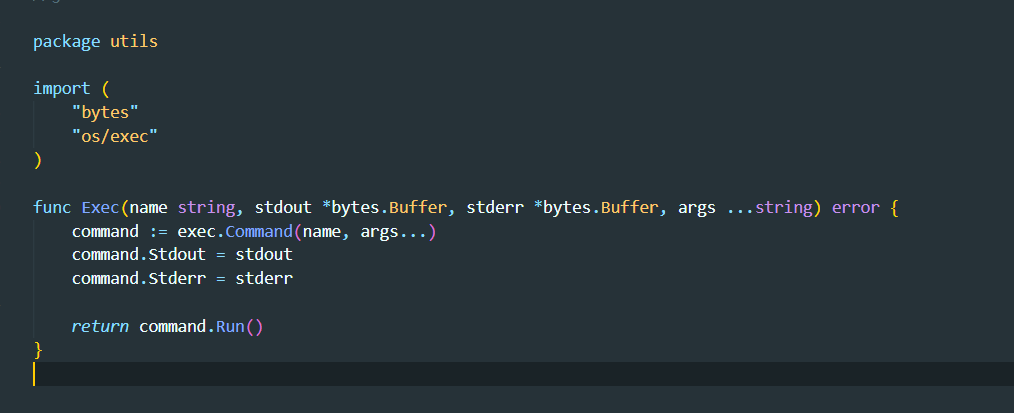 package utils
import (
    "bytes"
    "os/exec"
)
func Exec(name string, stdout *bytes.Buffer, stderr *bytes.Buffer, args ...string) error {
    command := exec.Command(name, args...)
    command.Stdout = stdout
    command.Stderr = stderr
    return command.Run()
}